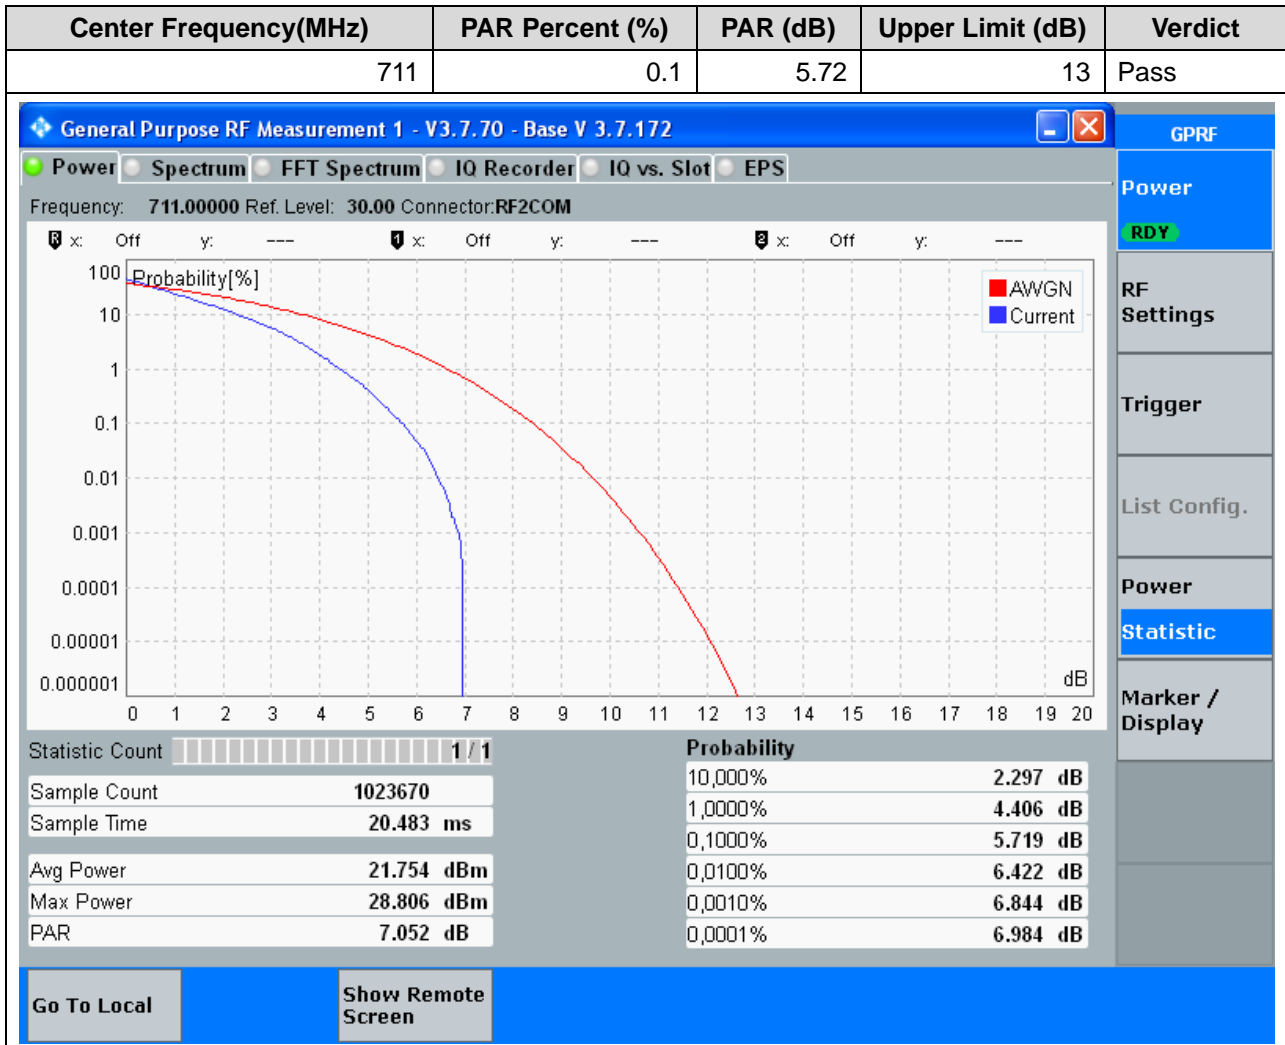 Center Frequency(MHz) PAR Percent (%) PAR (dB) Upper Limit (dB) Verdict
711 0.1 5.72 13 Pass
General Purpose RF Measurement 1 - V3.7.70 - Base V 3.7.172
GPRF
Power Spectrum FFT Spectrum IQ Recorder IQ vs. Slot EPS
Frequency: 711.00000 Ref. Level: 30.00 Connector:RF2COM
R x: Off y: --- 1 x: Off y: --- 2 x: Off y: ---
Probability[%]
AWGN
Current
100
10
1
0.1
0.01
0.001
0.0001
0.00001
0.000001
dB
0 1 2 3 4 5 6 7 8 9 10 11 12 13 14 15 16 17 18 19 20
Statistic Count 1 / 1
Sample Count 1023670
Sample Time 20.483 ms
Avg Power 21.754 dBm
Max Power 28.806 dBm
PAR 7.052 dB
Probability
10,000% 2.297 dB
1,0000% 4.406 dB
0,1000% 5.719 dB
0,0100% 6.422 dB
0,0010% 6.844 dB
0,0001% 6.984 dB
Power
RDY
RF
Settings
Trigger
List Config.
Power
Statistic
Marker /
Display
Go To Local
Show Remote
Screen